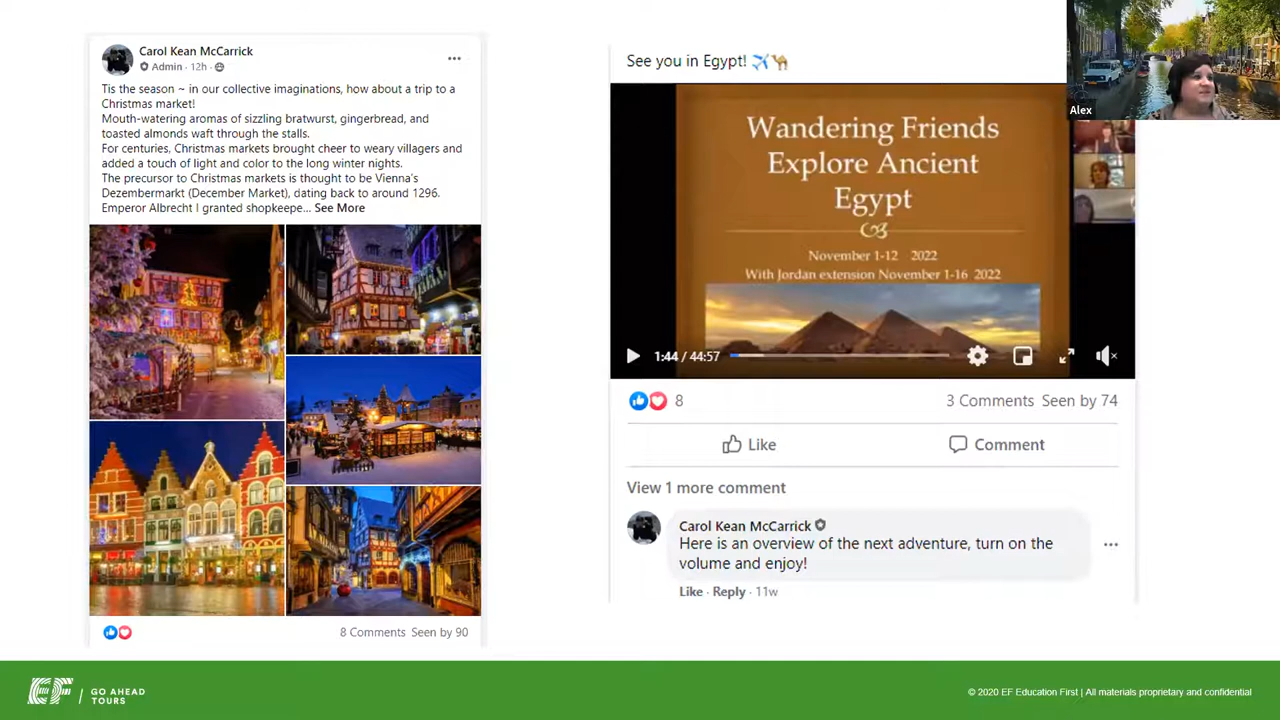 Carol Kean McCarrick
Admin · 12h ·
Tis the season ~ in our collective imaginations, how about a trip to a
Christmas market!
Mouth-watering aromas of sizzling bratwurst, gingerbread, and
toasted almonds waft through the stalls.
For centuries, Christmas markets brought cheer to weary villagers and
added a touch of light and color to the long winter nights.
The precursor to Christmas markets is thought to be Vienna's
Dezembermarkt (December Market), dating back to around 1296.
Emperor Albrecht I granted shopkeepe... See More
8 Comments Seen by 90
See you in Egypt! ✈️🐪
Wandering Friends
Explore Ancient
Egypt
November 1-12 2022
With Jordan extension November 1-16 2022
1:44 / 44:57
8
3 Comments Seen by 74
Like
Comment
View 1 more comment
Carol Kean McCarrick
Here is an overview of the next adventure, turn on the
volume and enjoy!
Like · Reply · 11w
Alex
EF
GO AHEAD
TOURS
© 2020 EF Education First | All materials proprietary and confidential